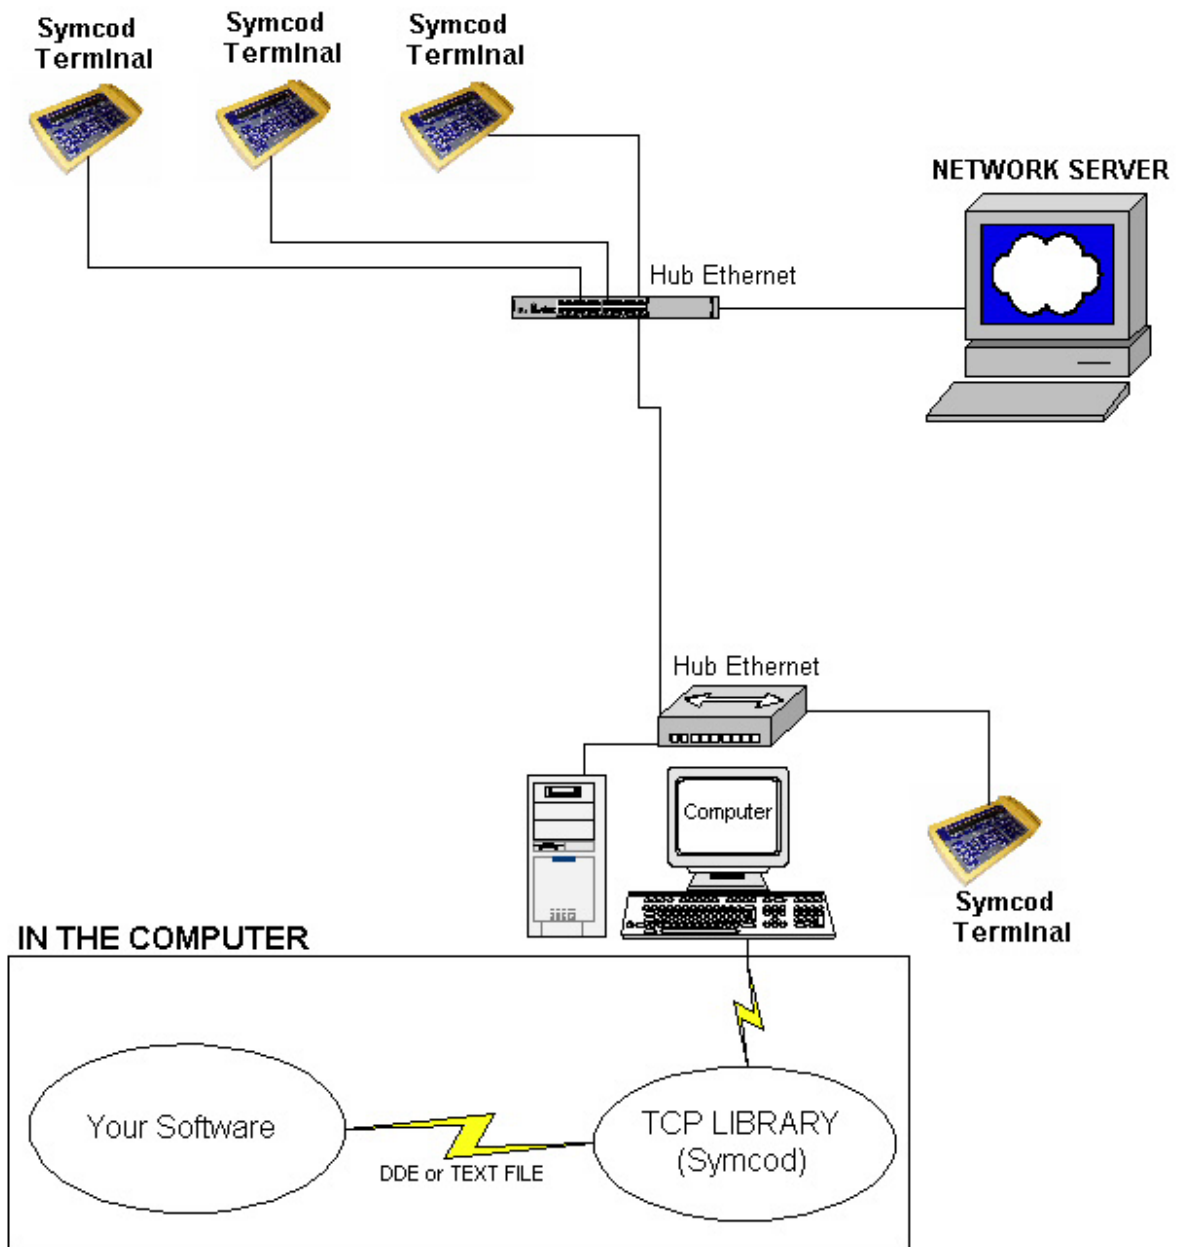 Symcod
Terminal
Symcod
Terminal
Symcod
Terminal
NETWORK SERVER
Hub Ethernet
Hub Ethernet
Computer
Symcod
Terminal
IN THE COMPUTER
Your Software
DDE or TEXT FILE
TCP LIBRARY
(Symcod)